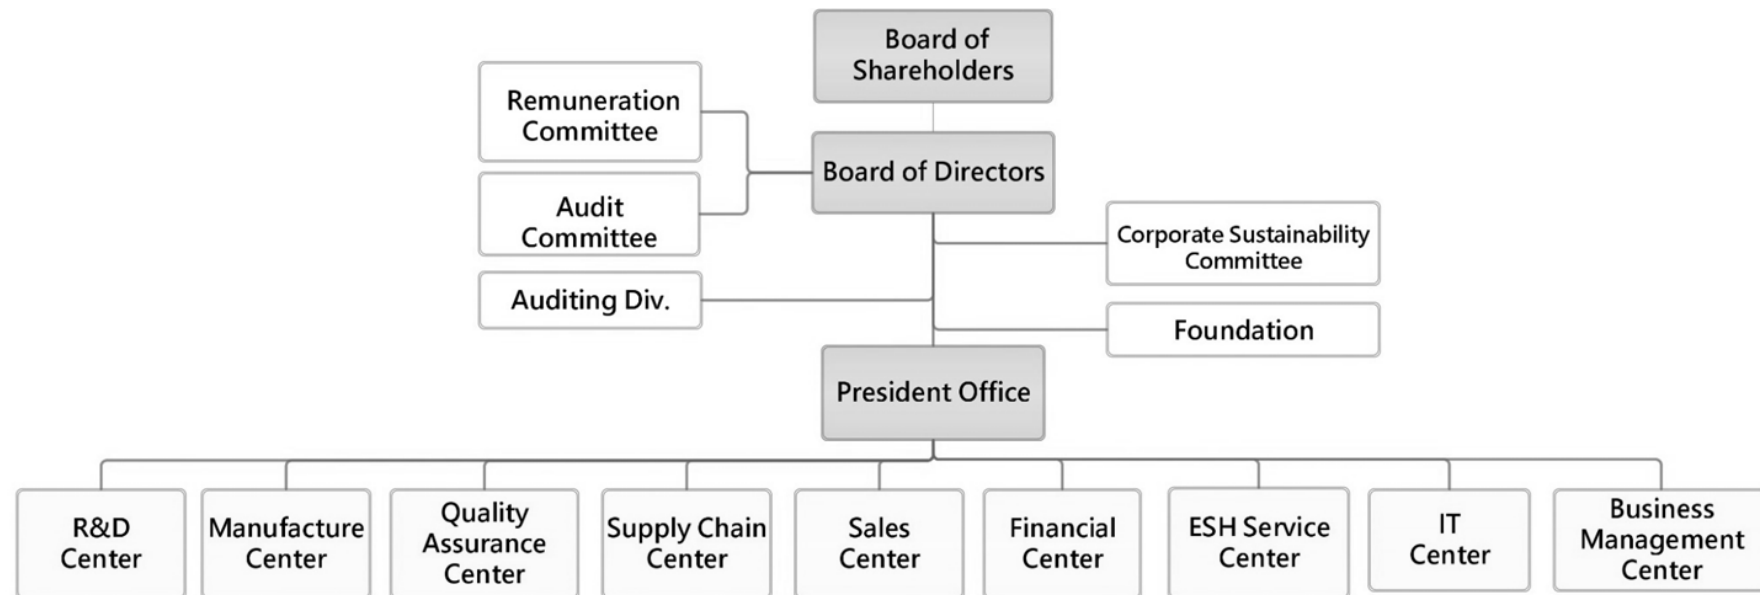 Board of
Shareholders
Remuneration
Committee
Board of Directors
Audit
Committee
Corporate Sustainability
Committee
Auditing Div.
Foundation
President Office
R&D
Center
Manufacture
Center
Quality
Assurance
Center
Supply Chain
Center
Sales
Center
Financial
Center
ESH Service
Center
IT
Center
Business
Management
Center